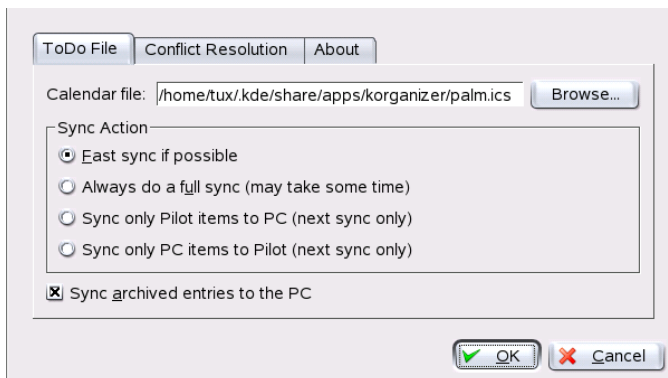 ToDo File Conflict Resolution About
Calendar file: /home/tux/.kde/share/apps/korganizer/palm.ics Browse...
Sync Action
Fast sync if possible
Always do a full sync (may take some time)
Sync only Pilot items to PC (next sync only)
Sync only PC items to Pilot (next sync only)
Sync archived entries to the PC
OK Cancel